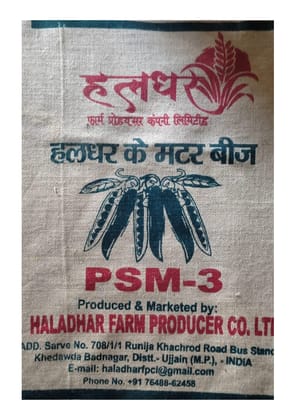 हलधर
फार्म प्रोड्यूसर कंपनी लिमिटेड
हलधर के मटर बीज
PSM-3
Produced & Marketed by:
HALADHAR FARM PRODUCER CO. LT
ADD. Sarve No. 708/1/1 Runija Khachrod Road Bus Stand
Khedawda Badnagar, Distt.- Ujjain (M.P.), - INDIA
E-mail: haladharfpcl@gmail.com
Phone No. +91 76488-62458